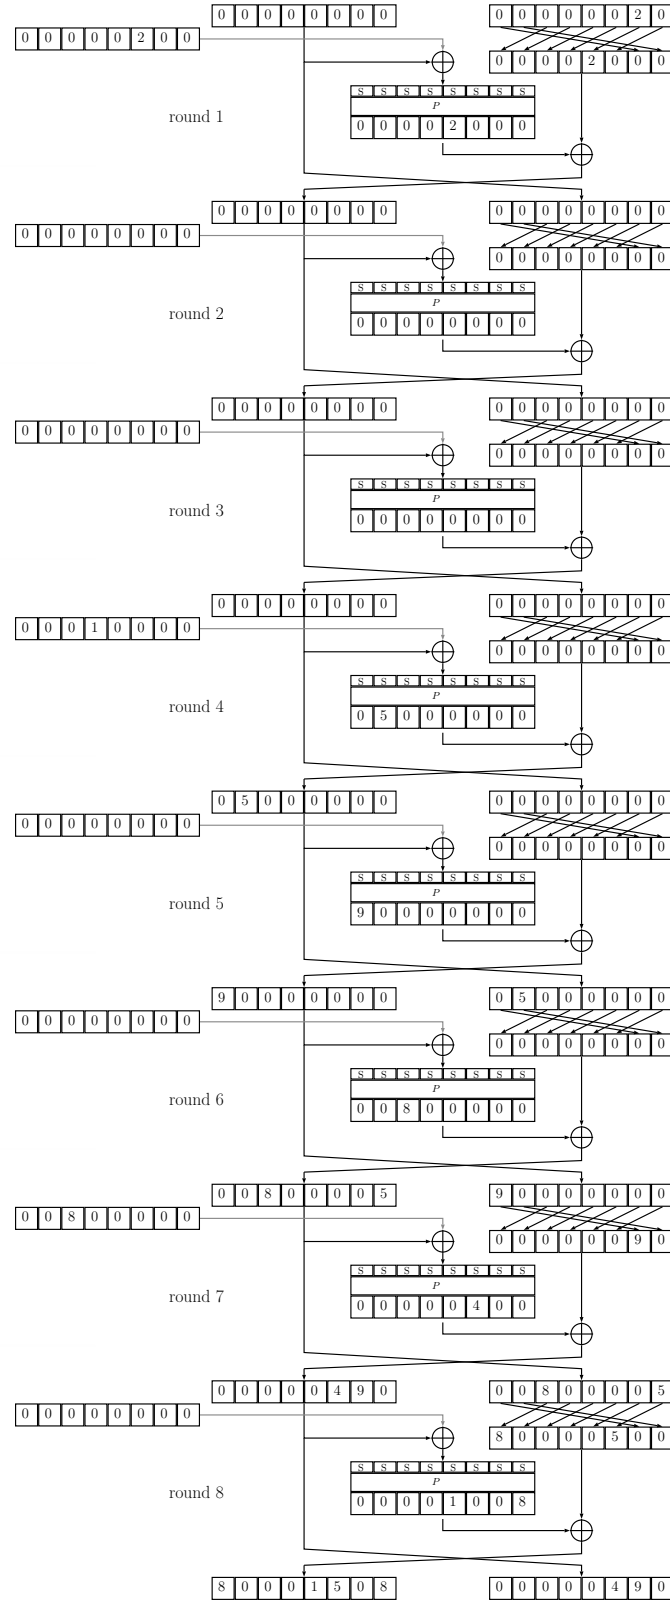 0 0 0 0 0 0 0 0 0 0 0 0 0 0 2 0
0 0 0 0 0 2 0 0
0 0 0 0 2 0 0 0
S S S S S S S S
P
round 1
0 0 0 0 2 0 0 0
0 0 0 0 0 0 0 0 0 0 0 0 0 0 0 0
0 0 0 0 0 0 0 0
0 0 0 0 0 0 0 0
S S S S S S S S
P
round 2
0 0 0 0 0 0 0 0
0 0 0 0 0 0 0 0 0 0 0 0 0 0 0 0
0 0 0 0 0 0 0 0
0 0 0 0 0 0 0 0
S S S S S S S S
P
round 3
0 0 0 0 0 0 0 0
0 0 0 0 0 0 0 0 0 0 0 0 0 0 0 0
0 0 0 1 0 0 0 0
0 0 0 0 0 0 0 0
S S S S S S S S
P
round 4
0 5 0 0 0 0 0 0
0 5 0 0 0 0 0 0 0 0 0 0 0 0 0 0
0 0 0 0 0 0 0 0
0 0 0 0 0 0 0 0
S S S S S S S S
P
round 5
9 0 0 0 0 0 0 0
9 0 0 0 0 0 0 0 0 5 0 0 0 0 0 0
0 0 0 0 0 0 0 0
0 0 0 0 0 0 0 0
S S S S S S S S
P
round 6
0 0 8 0 0 0 0 0
0 0 8 0 0 0 0 5 9 0 0 0 0 0 0 0
0 0 8 0 0 0 0 0
0 0 0 0 0 0 9 0
S S S S S S S S
P
round 7
0 0 0 0 0 4 0 0
0 0 0 0 0 4 9 0 0 0 8 0 0 0 0 5
0 0 0 0 0 0 0 0
8 0 0 0 0 5 0 0
S S S S S S S S
P
round 8
0 0 0 0 1 0 0 8
8 0 0 0 1 5 0 8 0 0 0 0 0 4 9 0